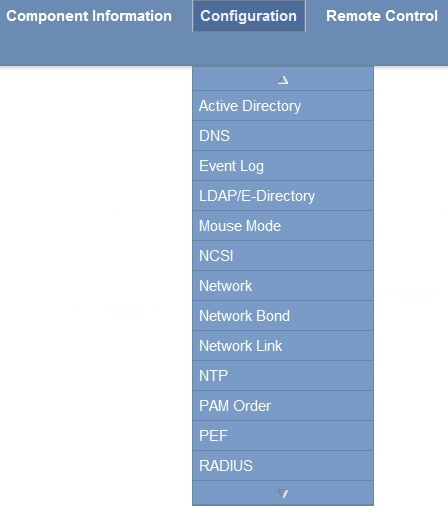 Component Information Configuration Remote Control
Active Directory
DNS
Event Log
LDAP/E-Directory
Mouse Mode
NCSI
Network
Network Bond
Network Link
NTP
PAM Order
PEF
RADIUS